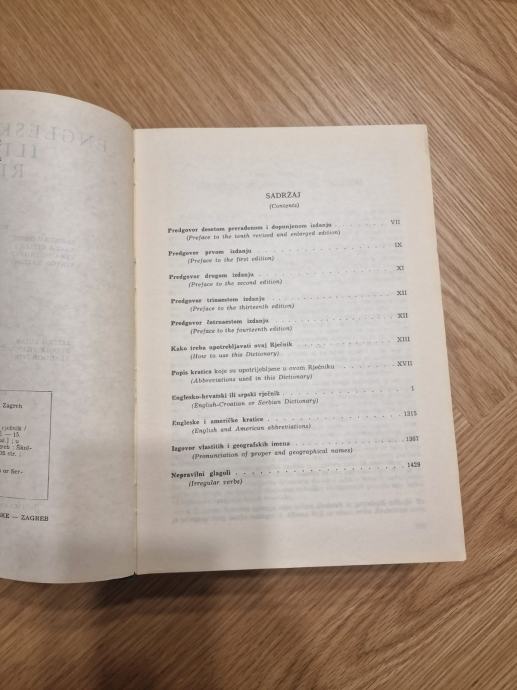 Zagreb
rječnik /
— 15.
REKE — ZAGREB
SADRŽAJ
(Contents)
Predgovor desetom prerađenom i dopunjenom izdanju . . . . . . . . . VII
(Preface to the tenth revised and enlarged edition)
Predgovor prvom izdanju . . . . . . . . . . . . . . . . . . . IX
(Preface to the first edition)
Predgovor drugom izdanju . . . . . . . . . . . . . . . . . . XI
(Preface to the second edition)
Predgovor trinaestom izdanju . . . . . . . . . . . . . . . . . XII
(Preface to the thirteenth edition)
Predgovor četrnaestom izdanju . . . . . . . . . . . . . . . . . XII
(Preface to the fourteenth edition)
Kako treba upotrebljavati ovaj Rječnik . . . . . . . . . . . . . XIII
(How to use this Dictionary)
Popis kratica koje su upotrijebljene u ovom Rječniku . . . . . . . . XVII
(Abbreviations used in this Dictionary)
Englesko-hrvatski ili srpski rječnik . . . . . . . . . . . . . . . 1
(English-Croatian or Serbian Dictionary)
Engleske i američke kratice . . . . . . . . . . . . . . . . . 1315
(English and American abbreviations)
Izgovor vlastitih i geografskih imena . . . . . . . . . . . . . . 1367
(Pronunciation of proper and geographical names)
Nepravilni glagoli . . . . . . . . . . . . . . . . . . . . . 1429
(Irregular verbs)